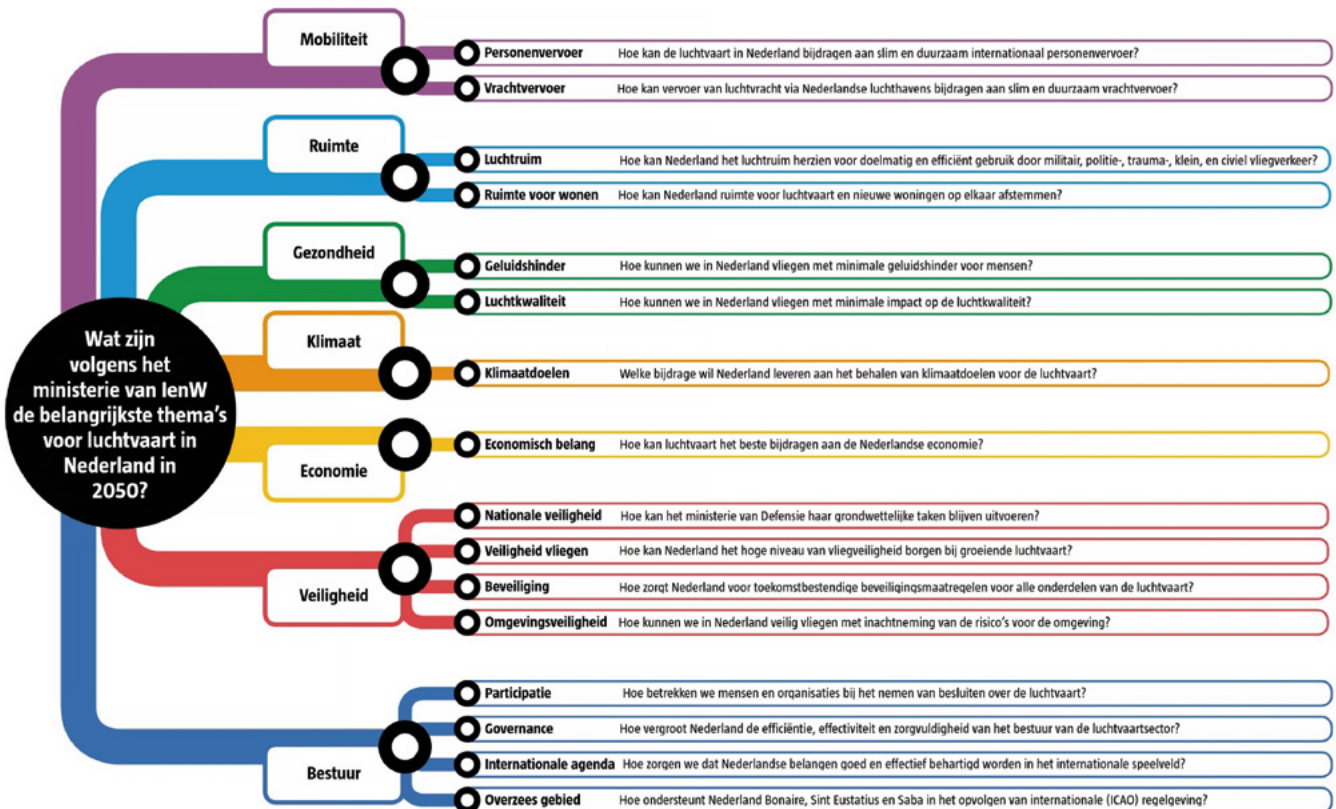 Wat zijn
volgens het
ministerie van IenW
de belangrijkste thema's
voor luchtvaart in
Nederland in
2050?
Mobiliteit
Personenvervoer Hoe kan de luchtvaart in Nederland bijdragen aan slim en duurzaam internationaal personenvervoer?
Vrachtvervoer Hoe kan vervoer van luchtvracht via Nederlandse luchthavens bijdragen aan slim en duurzaam vrachtvervoer?
Ruimte
Luchtruim Hoe kan Nederland het luchtruim herzien voor doelmatig en efficiënt gebruik door militair, politie-, trauma-, klein, en civiel vliegverkeer?
Ruimte voor wonen Hoe kan Nederland ruimte voor luchtvaart en nieuwe woningen op elkaar afstemmen?
Gezondheid
Geluidshinder Hoe kunnen we in Nederland vliegen met minimale geluidshinder voor mensen?
Luchtkwaliteit Hoe kunnen we in Nederland vliegen met minimale impact op de luchtkwaliteit?
Klimaat
Klimaatdoelen Welke bijdrage wil Nederland leveren aan het behalen van klimaatdoelen voor de luchtvaart?
Economisch belang Hoe kan luchtvaart het beste bijdragen aan de Nederlandse economie?
Economie
Nationale veiligheid Hoe kan het ministerie van Defensie haar grondwettelijke taken blijven uitvoeren?
Veiligheid vliegen Hoe kan Nederland het hoge niveau van vliegveiligheid borgen bij groeiende luchtvaart?
Beveiliging Hoe zorgt Nederland voor toekomstbestendige beveiligingsmaatregelen voor alle onderdelen van de luchtvaart?
Veiligheid
Omgevingsveiligheid Hoe kunnen we in Nederland veilig vliegen met inachtneming van de risico's voor de omgeving?
Participatie Hoe betrekken we mensen en organisaties bij het nemen van besluiten over de luchtvaart?
Governance Hoe vergroot Nederland de efficiëntie, effectiviteit en zorgvuldigheid van het bestuur van de luchtvaartsector?
Internationale agenda Hoe zorgen we dat Nederlandse belangen goed en effectief behartigd worden in het internationale speelveld?
Bestuur
Overzees gebied Hoe ondersteunt Nederland Bonaire, Sint Eustatius en Saba in het opvolgen van internationale (ICAO) regelgeving?